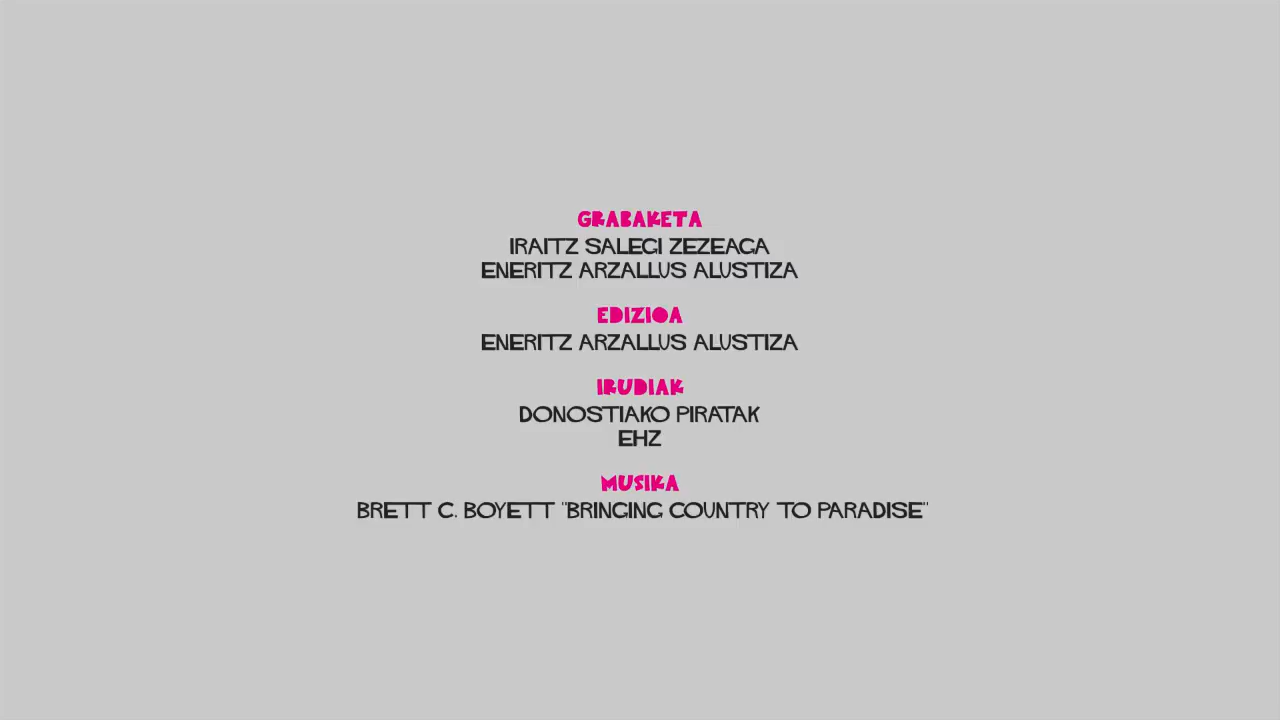 GRABAKETA
IRAITZ SALEGI ZEZEAGA
ENERITZ ARZALLUS ALUSTIZA
EDIZIOA
ENERITZ ARZALLUS ALUSTIZA
IRUDIAK
DONOSTIAKO PIRATAK
EHZ
MUSIKA
BRETT C. BOYETT "BRINGING COUNTRY TO PARADISE"